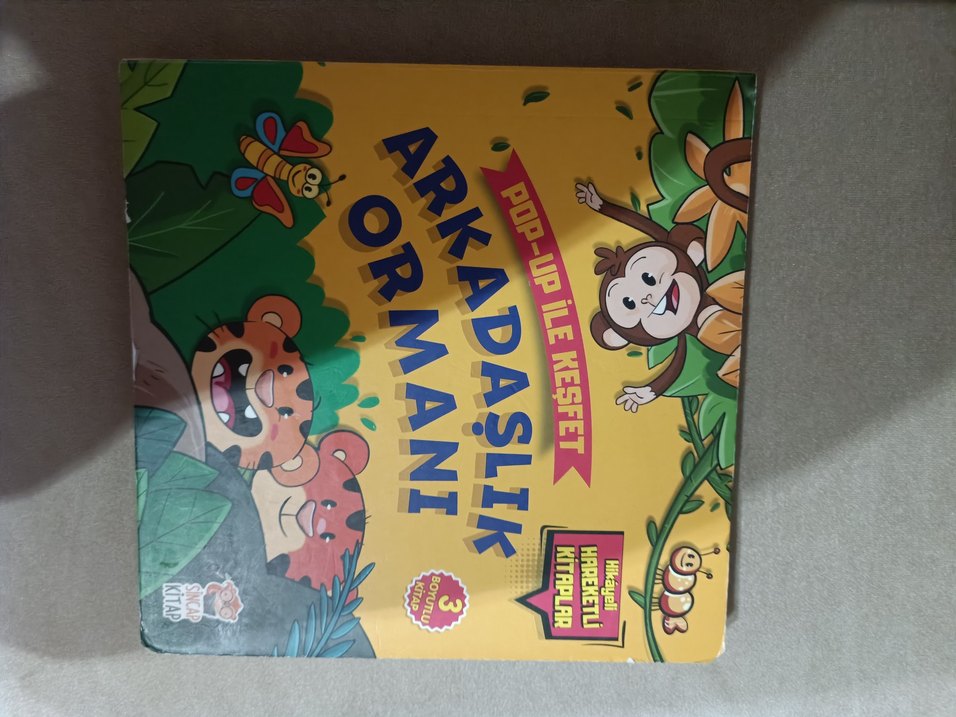 POP-UP İLE KEŞFET
ARKADAŞLIK
ORMANI
Hikâyeli
HAREKETLİ
KİTAPLAR
3
BOYUTLU
KİTAP
SİNCAP
KİTAP